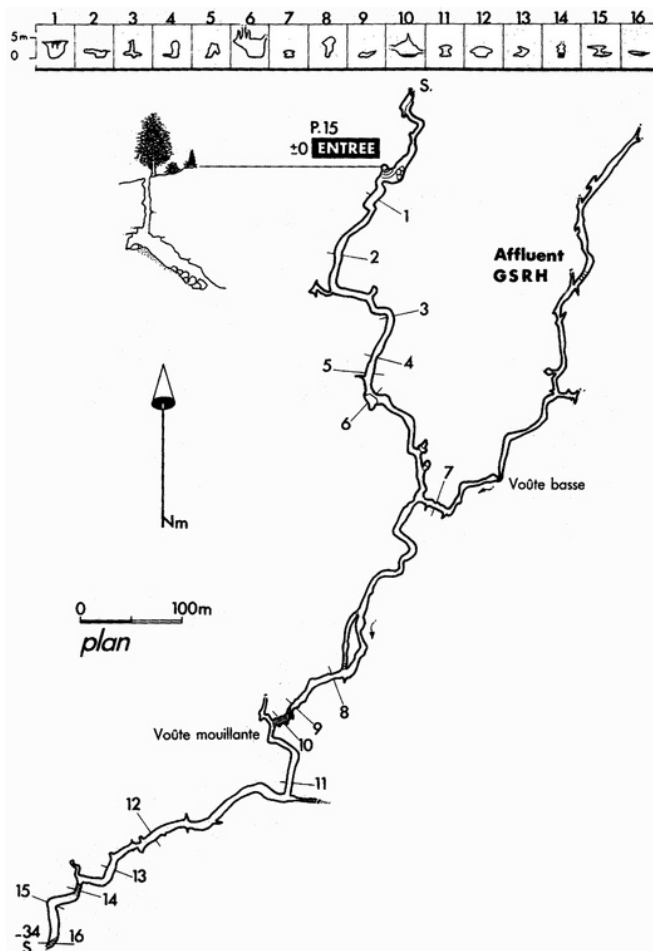 1 2 3 4 5 6 7 8 9 10 11 12 13 14 15 16
5m
0
S.
P.15
±0 ENTREE
1
2
Affluent
GSRH
3
4
5
6
7
Voûte basse
Nm
0 100m
plan
8
9
Voûte mouillante
10
11
12
13
14
15
-34
S
16